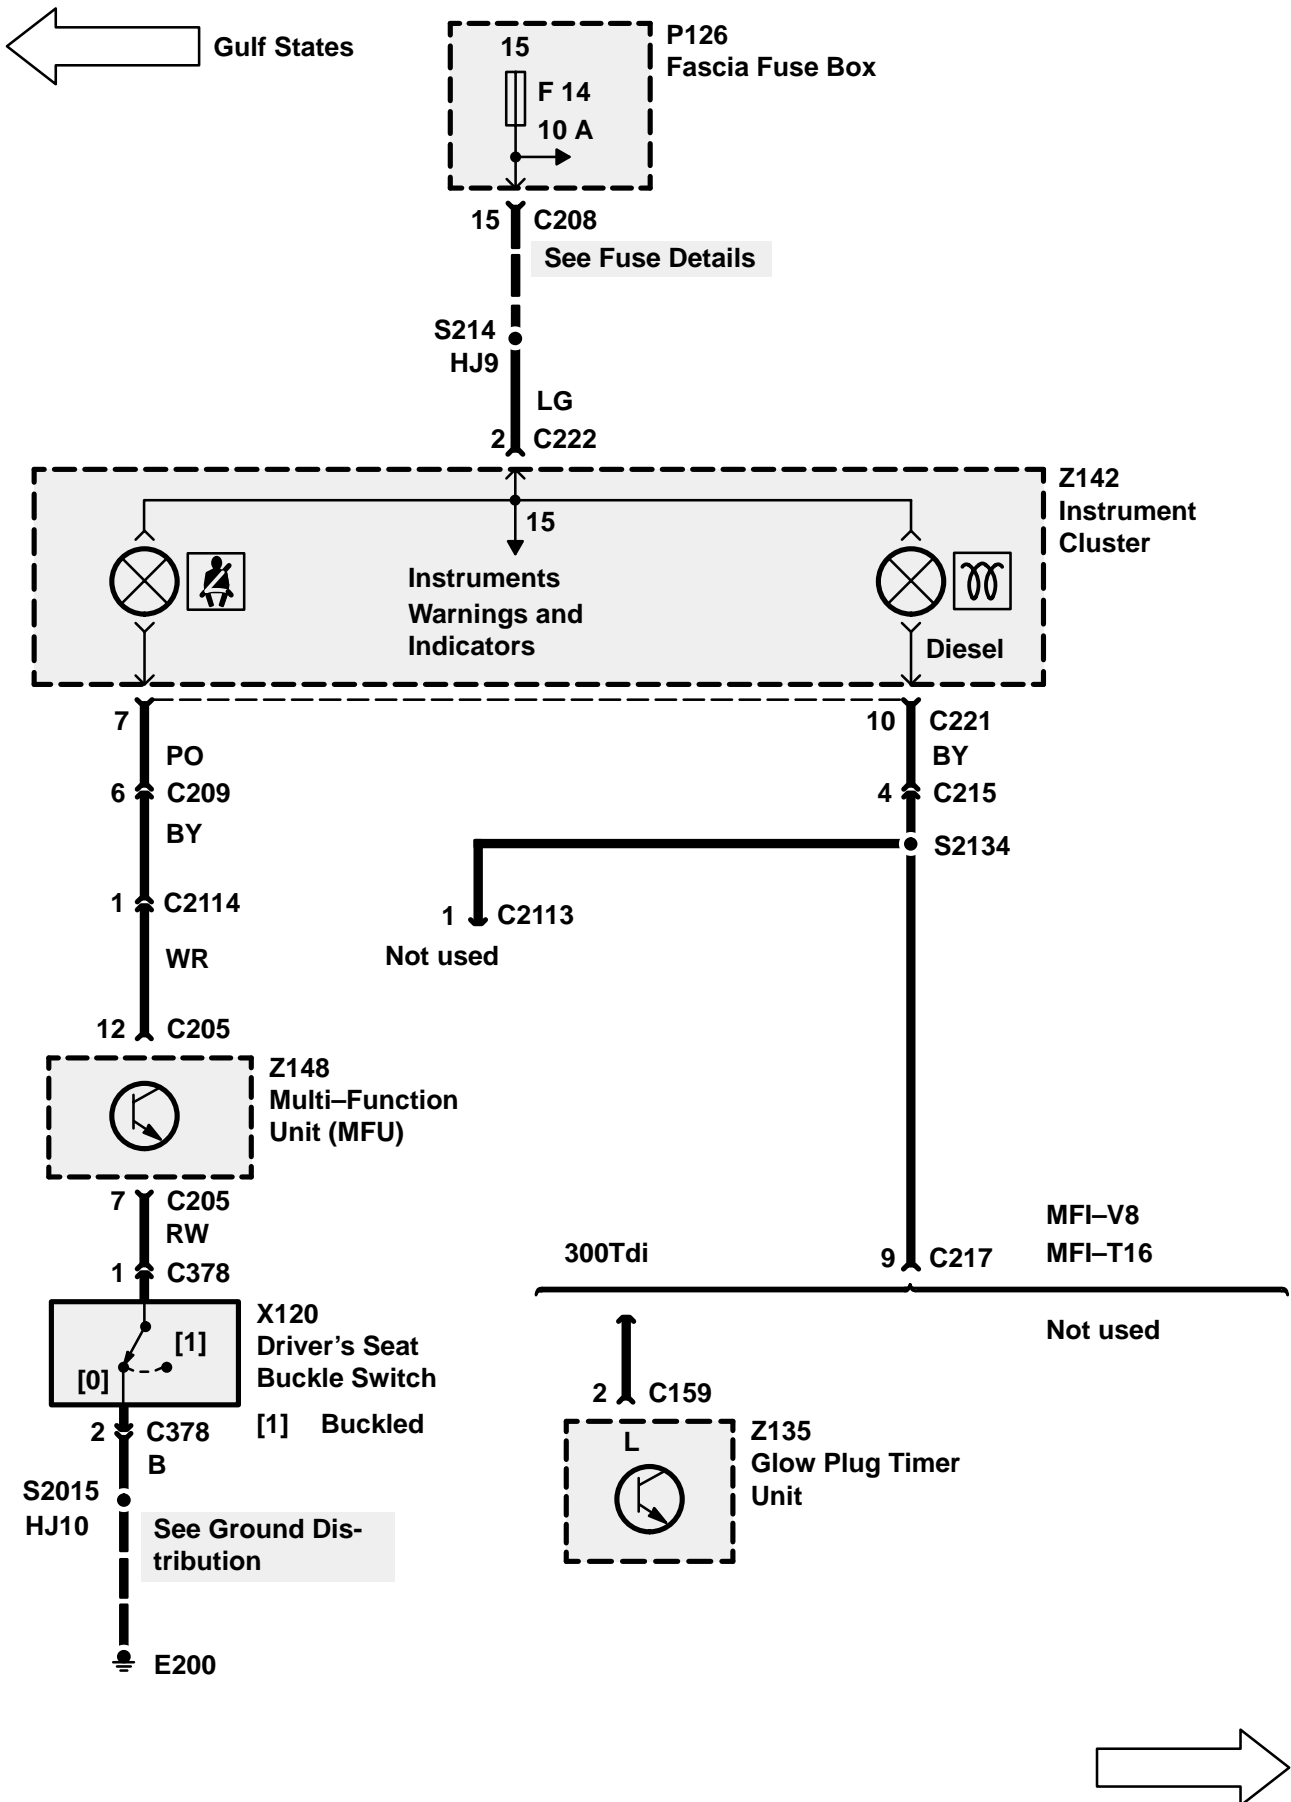 Gulf States
15
F 14
10 A
P126
Fascia Fuse Box
15 C208
See Fuse Details
S214
HJ9
LG
2 C222
Z142
Instrument
Cluster
15
Instruments
Warnings and
Indicators
Diesel
7
10 C221
PO
BY
6 C209
4 C215
BY
S2134
1 C2114
1 C2113
Not used
WR
12 C205
Z148
Multi–Function
Unit (MFU)
7 C205
RW
1 C378
300Tdi
9 C217
MFI–V8
MFI–T16
Not used
X120
Driver's Seat
Buckle Switch
[1]
[0]
[1] Buckled
2 C378
B
S2015
HJ10
See Ground Dis-
tribution
E200
2 C159
L
Z135
Glow Plug Timer
Unit